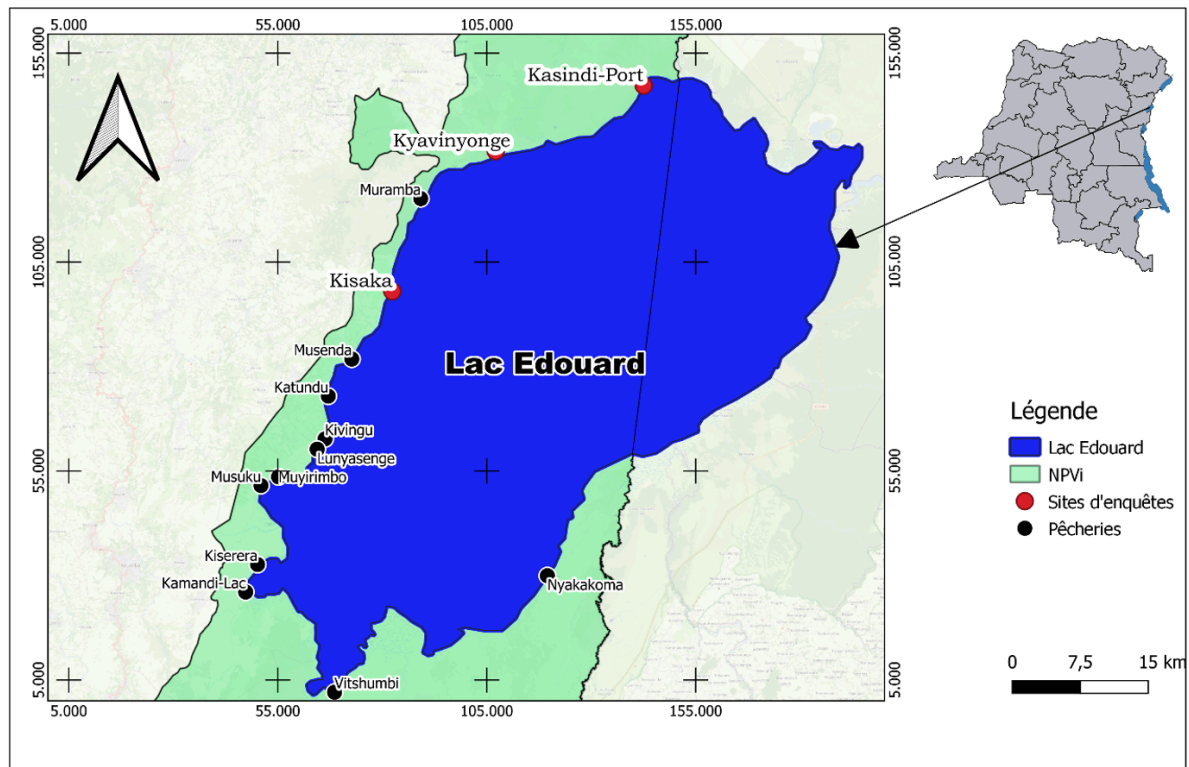 5.000 55.000 105.000 155.000
155.000 155.000
Kasindi-Port
Kyavinyonge
Muramba
105.000 105.000
Kisaka
Musenda
Lac Edouard
Katundu
Kivingu
Lunyasenge
55.000 55.000
Musuku Muyirimbo
Kiserera
Kamandi-Lac
Nyakakoma
Vitshumbi
5.000 5.000
5.000 55.000 105.000 155.000
Légende
Lac Edouard
NPVi
Sites d'enquêtes
Pêcheries
0 7,5 15 km